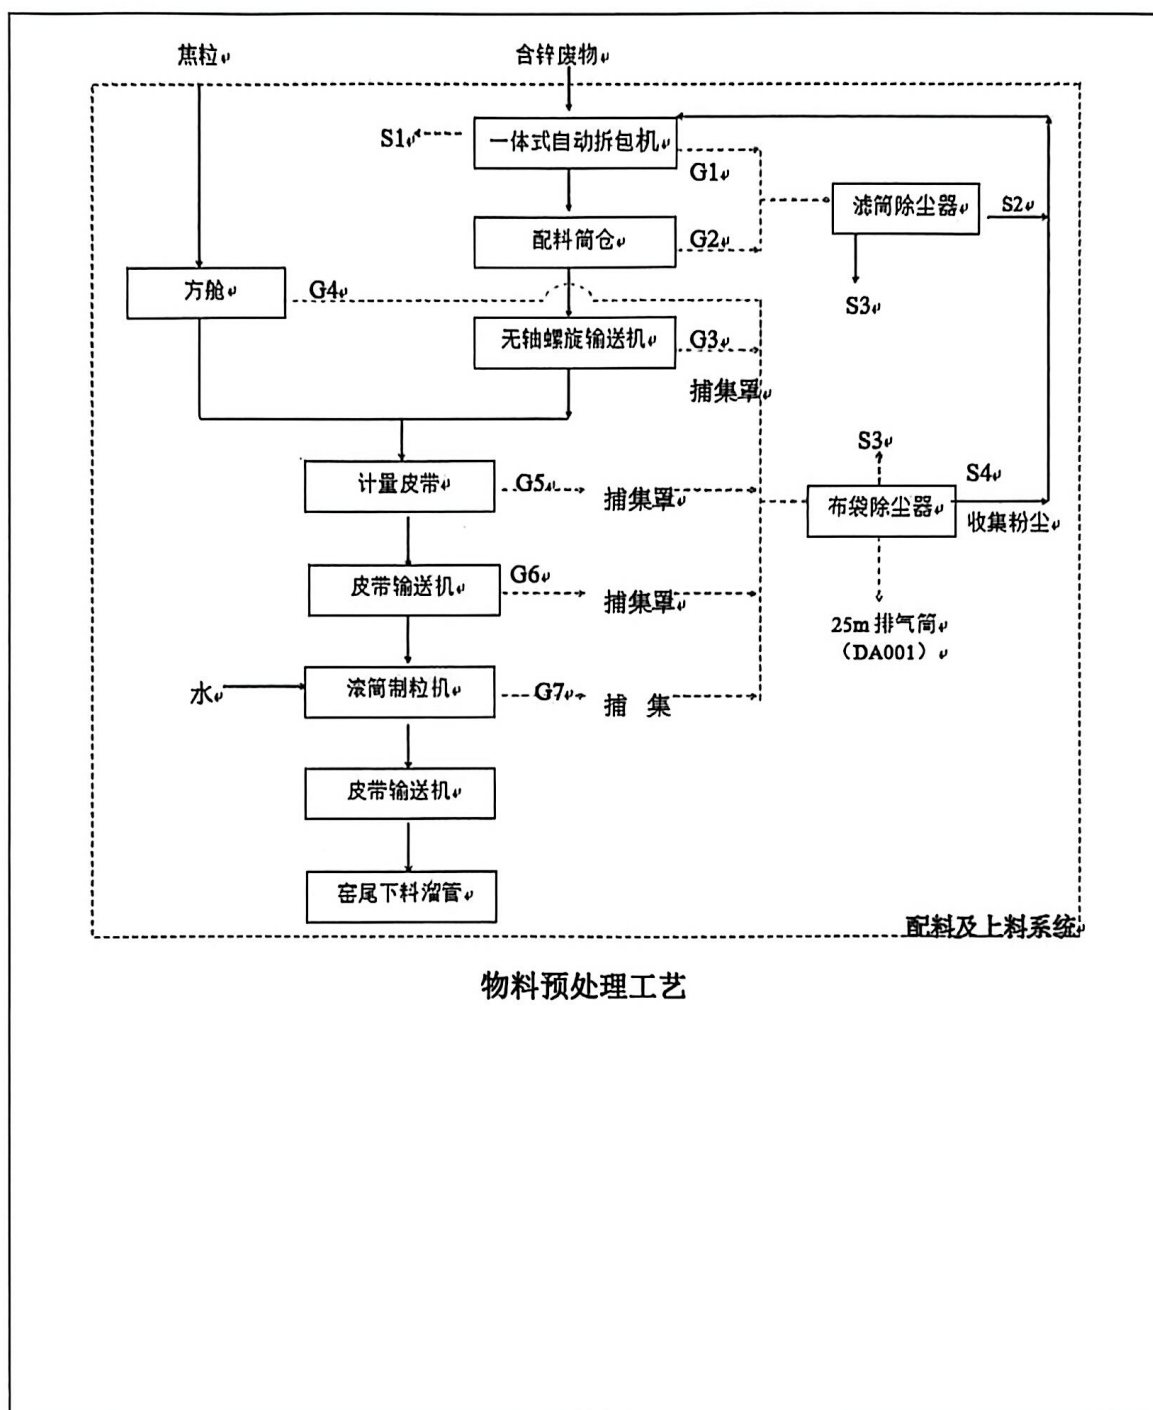 焦粒
含锌废物
S1
一体式自动拆包机
G1
滤筒除尘器
S2
配料筒仓
G2
方舱
G4
S3
无轴螺旋输送机
G3
捕集罩
S3
计量皮带
G5
捕集罩
布袋除尘器
S4
收集粉尘
皮带输送机
G6
捕集罩
25m 排气筒
（DA001）
水
滚筒制粒机
G7
捕 集
皮带输送机
窑尾下料溜管
配料及上料系统
物料预处理工艺